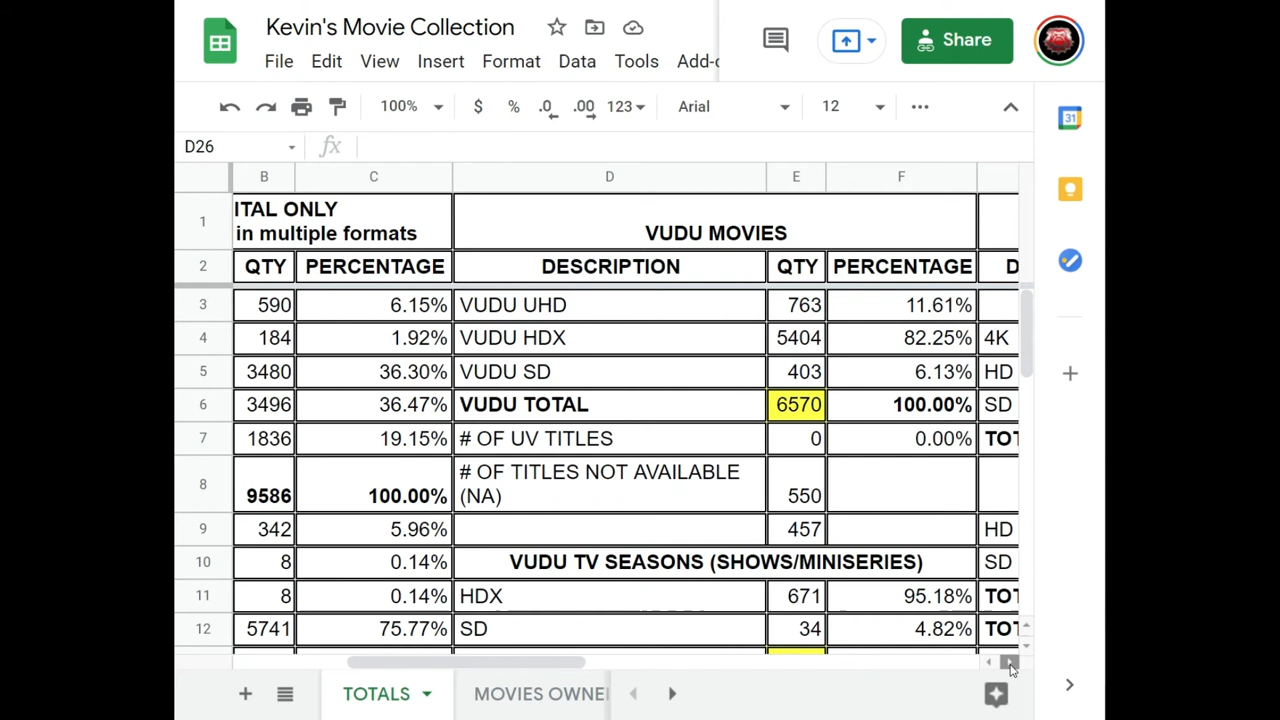 Kevin's Movie Collection
File Edit View Insert Format Data Tools Add-
Share
100% $ % .0 .00 123 Arial 12
31
D26 fx
B C D E F
1 ITAL ONLY
in multiple formats VUDU MOVIES
2 QTY PERCENTAGE DESCRIPTION QTY PERCENTAGE D
3 590 6.15% VUDU UHD 763 11.61%
4 184 1.92% VUDU HDX 5404 82.25% 4K
5 3480 36.30% VUDU SD 403 6.13% HD
6 3496 36.47% VUDU TOTAL 6570 100.00% SD
7 1836 19.15% # OF UV TITLES 0 0.00% TOT
# OF TITLES NOT AVAILABLE
8 9586 100.00% (NA) 550
9 342 5.96% 457 HD
10 8 0.14% VUDU TV SEASONS (SHOWS/MINISERIES) SD
11 8 0.14% HDX 671 95.18% TOT
12 5741 75.77% SD 34 4.82% TOT
+ TOTALS MOVIES OWNE